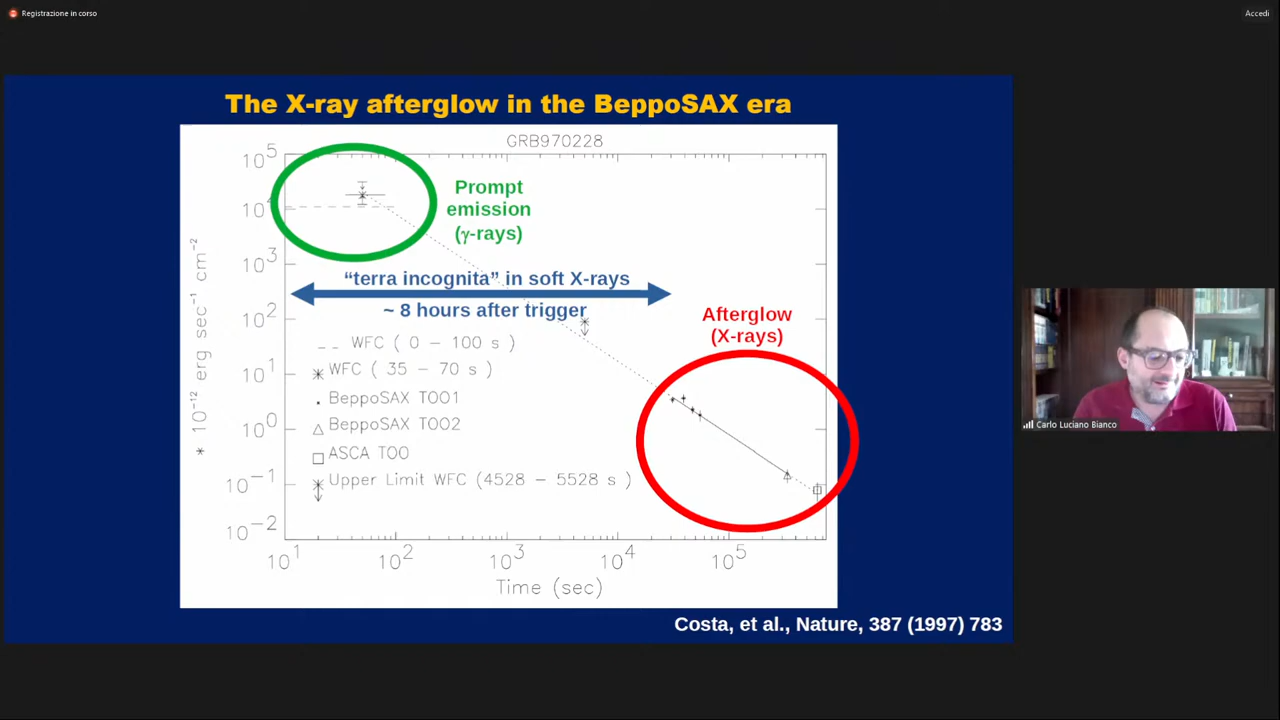 Registrazione in corso
Accedi
The X-ray afterglow in the BeppoSAX era
GRB970228
10^5
10^3
10^2
10^1
10^0
10^-1
10^-2
* 10^-12 erg sec^-1 cm^-2
Prompt
emission
(γ-rays)
“terra incognita” in soft X-rays
~ 8 hours after trigger
Afterglow
(X-rays)
WFC ( 0 – 100 s )
WFC ( 35 – 70 s )
BeppoSAX TOO1
BeppoSAX TOO2
ASCA TOO
Upper Limit WFC (4528 – 5528 s )
10^1 10^2 10^3 10^4 10^5
Time (sec)
Costa, et al., Nature, 387 (1997) 783
Carlo Luciano Bianco